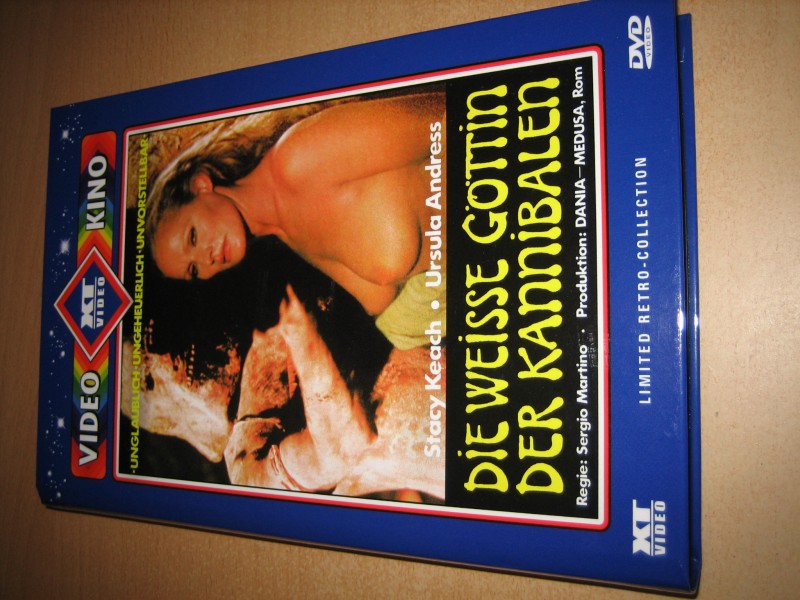 VIDEO XT VIDEO KINO
·UNGLAUBLICH·UNGEHEUERLICH·UNVORSTELLBAR·
Stacy Keach • Ursula Andress
DIE WEISSE GÖTTIN
DER KANNIBALEN
Regie: Sergio Martino · Produktion: DANIA—MEDUSA, Rom
LIMITED RETRO-COLLECTION
XT
VIDEO
DVD
VIDEO